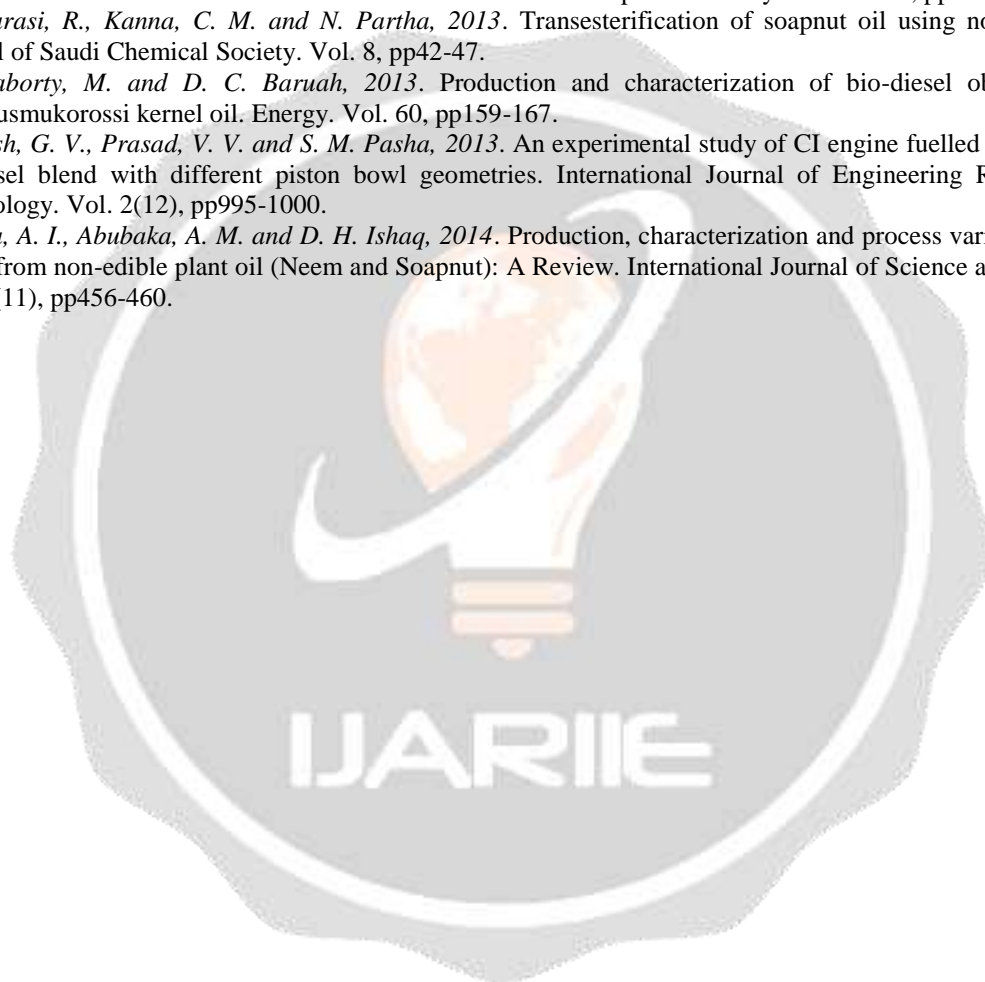 arasi, R., Kanna, C. M. and N. Partha, 2013. Transesterification of soapnut oil using no
l of Saudi Chemical Society. Vol. 8, pp42-47.
aborty, M. and D. C. Baruah, 2013. Production and characterization of bio-diesel ob
usmukorossi kernel oil. Energy. Vol. 60, pp159-167.
sh, G. V., Prasad, V. V. and S. M. Pasha, 2013. An experimental study of CI engine fuelled
sel blend with different piston bowl geometries. International Journal of Engineering R
ology. Vol. 2(12), pp995-1000.
, A. I., Abubaka, A. M. and D. H. Ishaq, 2014. Production, characterization and process vari
from non-edible plant oil (Neem and Soapnut): A Review. International Journal of Science a
(11), pp456-460.
IJARIIE